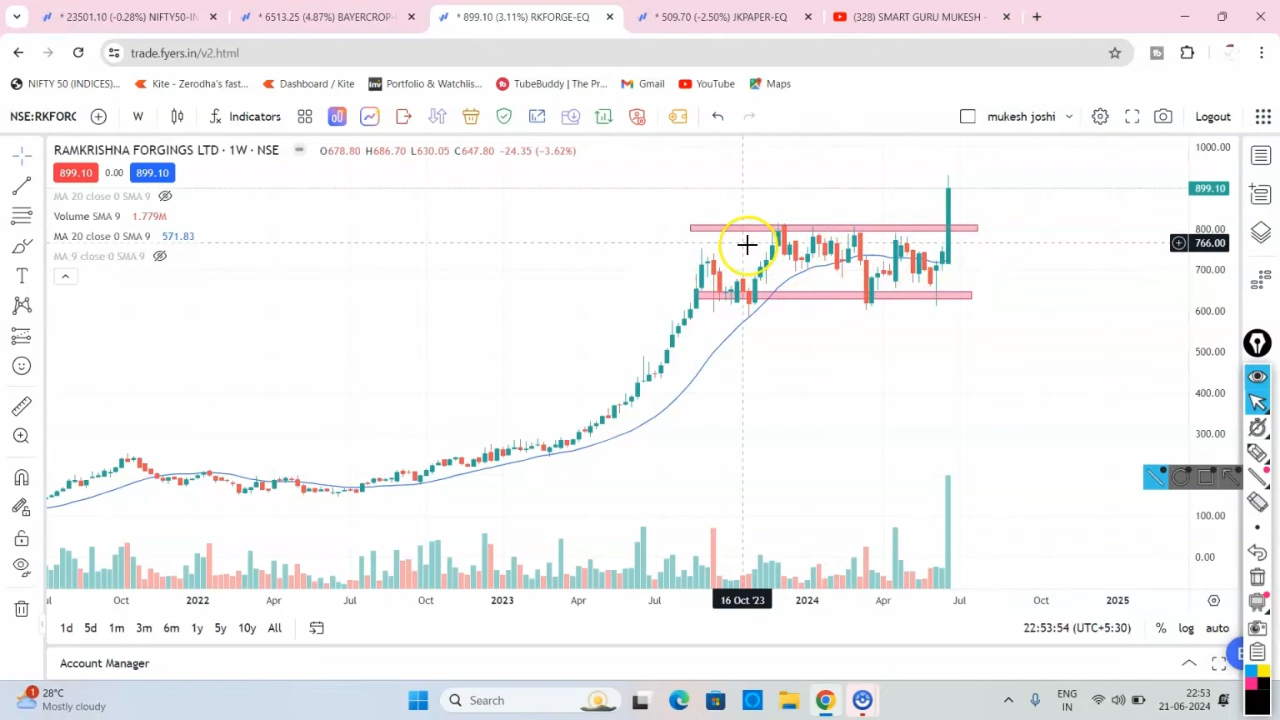 * 23501.10 (-0.28%) NIFTY50-IN
* 6513.25 (4.87%) BAYERCROP-
* 899.10 (3.11%) RKFORGE-EQ
* 509.70 (-2.50%) JKPAPER-EQ
(328) SMART GURU MUKESH -
trade.fyers.in/v2.html
NIFTY 50 (INDICES)...
Kite - Zerodha's fast...
Dashboard / Kite
Inv
Portfolio & Watchlis...
TubeBuddy | The Pr...
Gmail
YouTube
Maps
NSE:RKFORG
W
Indicators
mukesh joshi
Logout
RAMKRISHNA FORGINGS LTD · 1W · NSE
O678.80 H686.70 L630.05 C647.80 -24.35 (-3.62%)
899.10 0.00 899.10
MA 20 close 0 SMA 9
Volume SMA 9 1.779M
MA 20 close 0 SMA 9 571.83
MA 9 close 0 SMA 9
1000.00
899.10
800.00
766.00
700.00
600.00
500.00
400.00
300.00
100.00
0.00
Oct 2022 Apr Jul Oct 2023 Apr Jul 16 Oct '23 2024 Apr Jul Oct 2025
1d 5d 1m 3m 6m 1y 5y 10y All
22:53:54 (UTC+5:30) % log auto
Account Manager
1
28°C
Mostly cloudy
Search
ENG
IN
22:53
21-06-2024